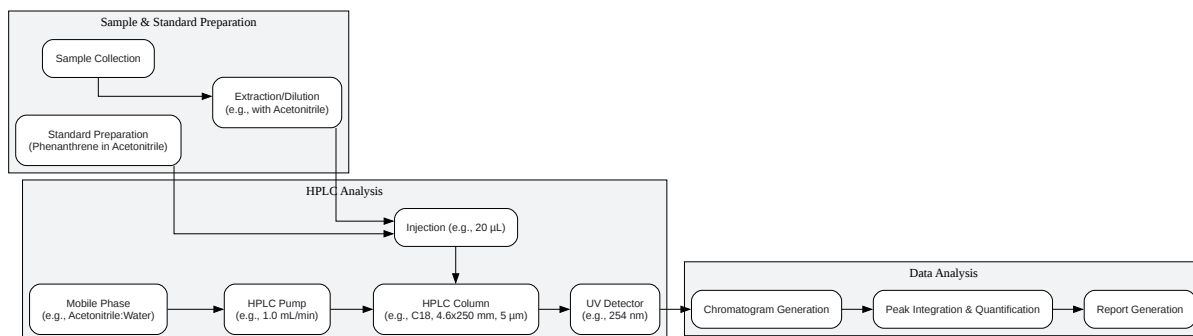 Sample & Standard Preparation
Sample Collection
Extraction/Dilution
(e.g., with Acetonitrile)
Standard Preparation
(Phenanthrene in Acetonitrile)
HPLC Analysis
Injection (e.g., 20 µL)
Mobile Phase
(e.g., Acetonitrile:Water)
HPLC Pump
(e.g., 1.0 mL/min)
HPLC Column
(e.g., C18, 4.6x250 mm, 5 µm)
UV Detector
(e.g., 254 nm)
Data Analysis
Chromatogram Generation
Peak Integration & Quantification
Report Generation